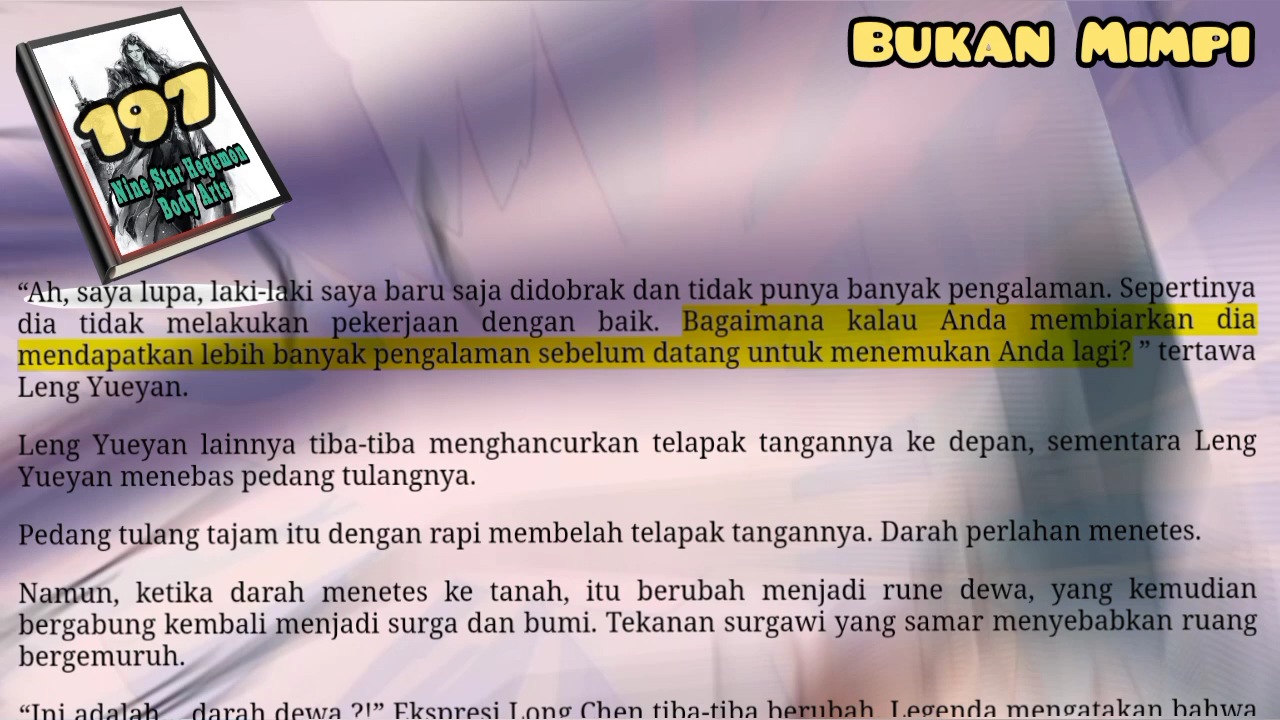 Bukan Mimpi
197
Nine Star Hegemon
Body Arts
“Ah, saya lupa, laki-laki saya baru saja didobrak dan tidak punya banyak pengalaman. Sepertinya
dia tidak melakukan pekerjaan dengan baik. Bagaimana kalau Anda membiarkan dia
mendapatkan lebih banyak pengalaman sebelum datang untuk menemukan Anda lagi? ” tertawa
Leng Yueyan.
Leng Yueyan lainnya tiba-tiba menghancurkan telapak tangannya ke depan, sementara Leng
Yueyan menebas pedang tulangnya.
Pedang tulang tajam itu dengan rapi membelah telapak tangannya. Darah perlahan menetes.
Namun, ketika darah menetes ke tanah, itu berubah menjadi rune dewa, yang kemudian
bergabung kembali menjadi surga dan bumi. Tekanan surgawi yang samar menyebabkan ruang
bergemuruh.
“Ini adalah… darah dewa ?!” Ekspresi Long Chen tiba-tiba berubah. Legenda mengatakan bahwa